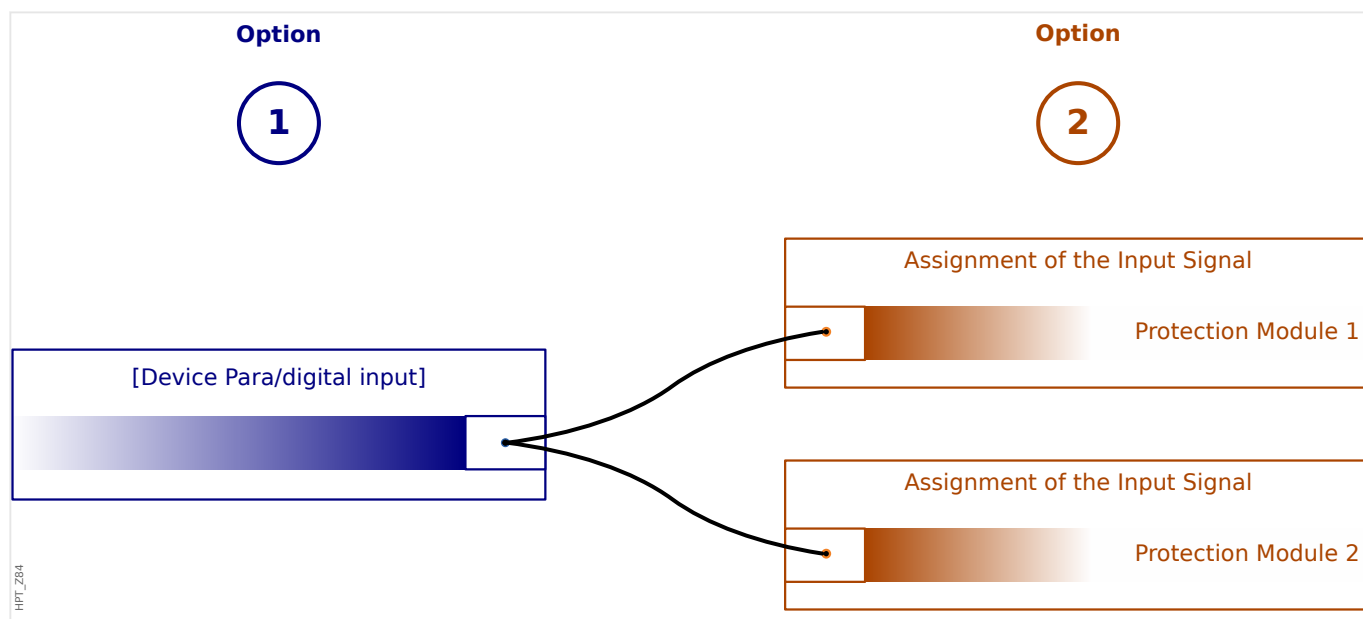 Option
1
Option
2
[Device Para/digital input]
Assignment of the Input Signal
Protection Module 1
Assignment of the Input Signal
Protection Module 2
HPT_Z84